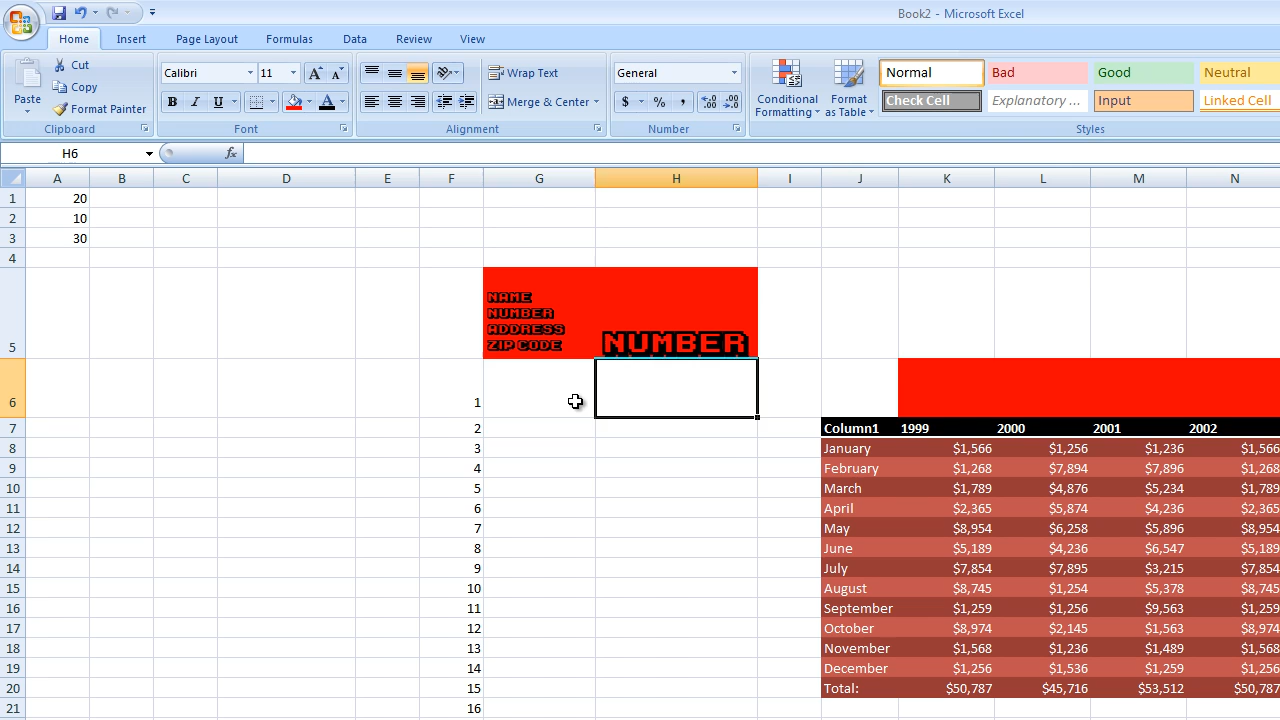 Book2 - Microsoft Excel
Home Insert Page Layout Formulas Data Review View
Paste
Cut
Copy
Format Painter
Clipboard
Calibri 11
B I U
Font
Wrap Text
Merge & Center
Alignment
General
$ % ,
Number
Conditional Formatting
Format as Table
Normal Bad Good Neutral
Check Cell Explanatory ... Input Linked Cell
Styles
H6 fx
A B C D E F G H I J K L M N
1 20
2 10
3 30
4
5
NAME
NUMBER
ADDRESS
ZIP CODE
NUMBER
6 1
7 2 Column1 1999 2000 2001 2002
8 3 January $1,566 $1,256 $1,236 $1,566
9 4 February $1,268 $7,894 $7,896 $1,268
10 5 March $1,789 $4,876 $5,234 $1,789
11 6 April $2,365 $5,874 $4,236 $2,365
12 7 May $8,954 $6,258 $5,896 $8,954
13 8 June $5,189 $4,236 $6,547 $5,189
14 9 July $7,854 $7,895 $3,215 $7,854
15 10 August $8,745 $1,254 $5,378 $8,745
16 11 September $1,259 $1,256 $9,563 $1,259
17 12 October $8,974 $2,145 $1,563 $8,974
18 13 November $1,568 $1,236 $1,489 $1,568
19 14 December $1,256 $1,536 $1,259 $1,256
20 15 Total: $50,787 $45,716 $53,512 $50,787
21 16